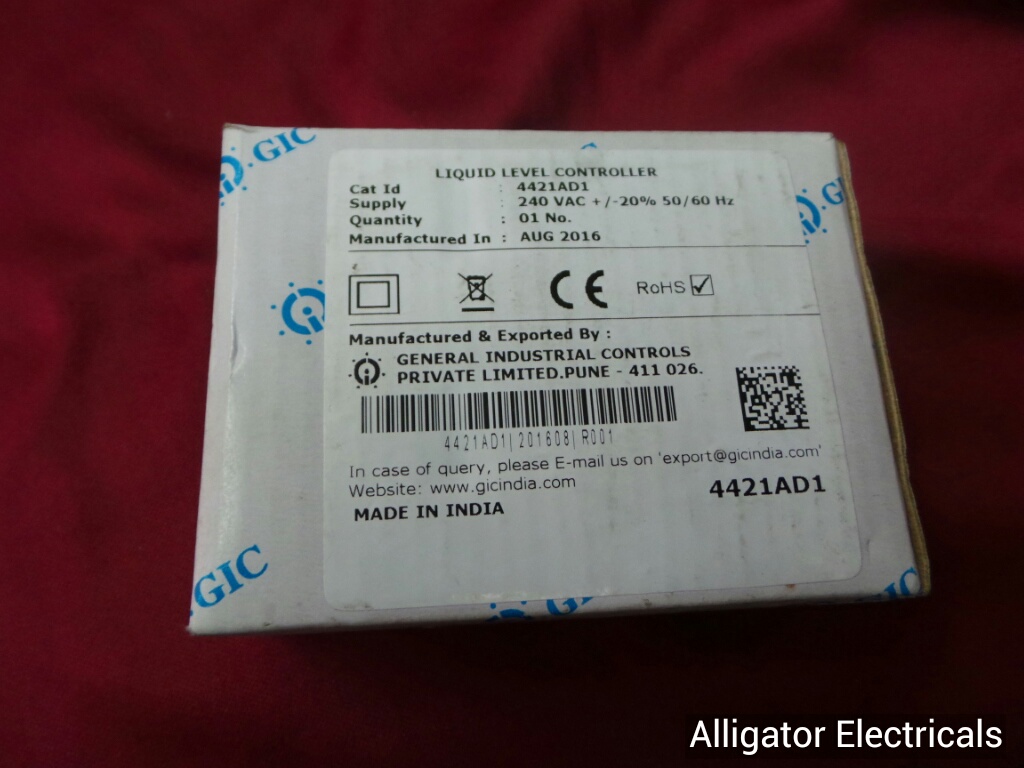 .GIC
LIQUID LEVEL CONTROLLER
Cat Id : 4421AD1
Supply : 240 VAC +/-20% 50/60 Hz
Quantity : 01 No.
Manufactured In : AUG 2016
CE RoHS
Manufactured & Exported By :
GENERAL INDUSTRIAL CONTROLS
PRIVATE LIMITED.PUNE - 411 026.
4421AD1|201608|R001
In case of query, please E-mail us on 'export@gicindia.com'
Website: www.gicindia.com
4421AD1
MADE IN INDIA
.GIC
GIC
Alligator Electricals